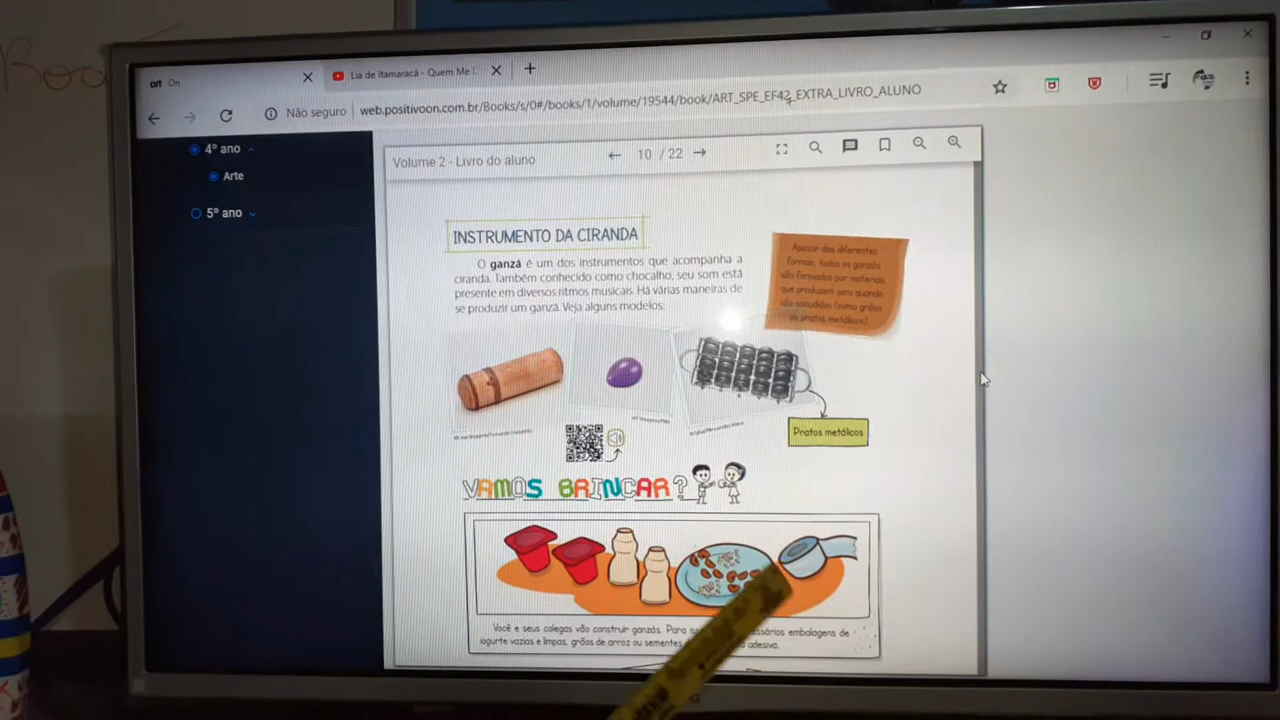 On
Lia de Itamaracá - Quem Me
Não seguro
web.positivoon.com.br/Books/s/0#/books/1/volume/19544/book/ART_SPE_EF42_EXTRA_LIVRO_ALUNO
4º ano
Arte
5º ano
Volume 2 - Livro do aluno
10 / 22
INSTRUMENTO DA CIRANDA
O ganzá é um dos instrumentos que acompanha a
ciranda. Também conhecido como chocalho, seu som está
presente em diversos ritmos musicais. Há várias maneiras de
se produzir um ganzá. Veja alguns modelos:
Apesar das diferentes
formas, todos os ganzás
são formados por materiais
que produzem sons quando
são sacudidos (como grãos
ou pratos metálicos).
Pratos metálicos
VAMOS BRINCAR?
Você e seus colegas vão construir ganzás. Para
embalagens de
iogurte vazias e limpas, grãos de arroz ou sementes
adesiva.